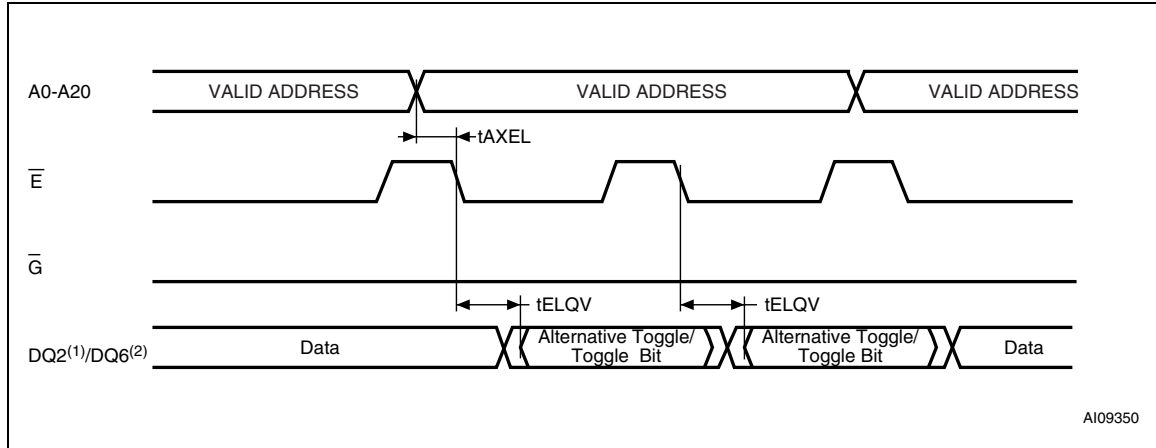 A0-A20 VALID ADDRESS VALID ADDRESS VALID ADDRESS
tAXEL
E
G
tELQV tELQV
DQ2(1)/DQ6(2) Data Alternative Toggle/ Toggle Bit Alternative Toggle/ Toggle Bit Data
AI09350